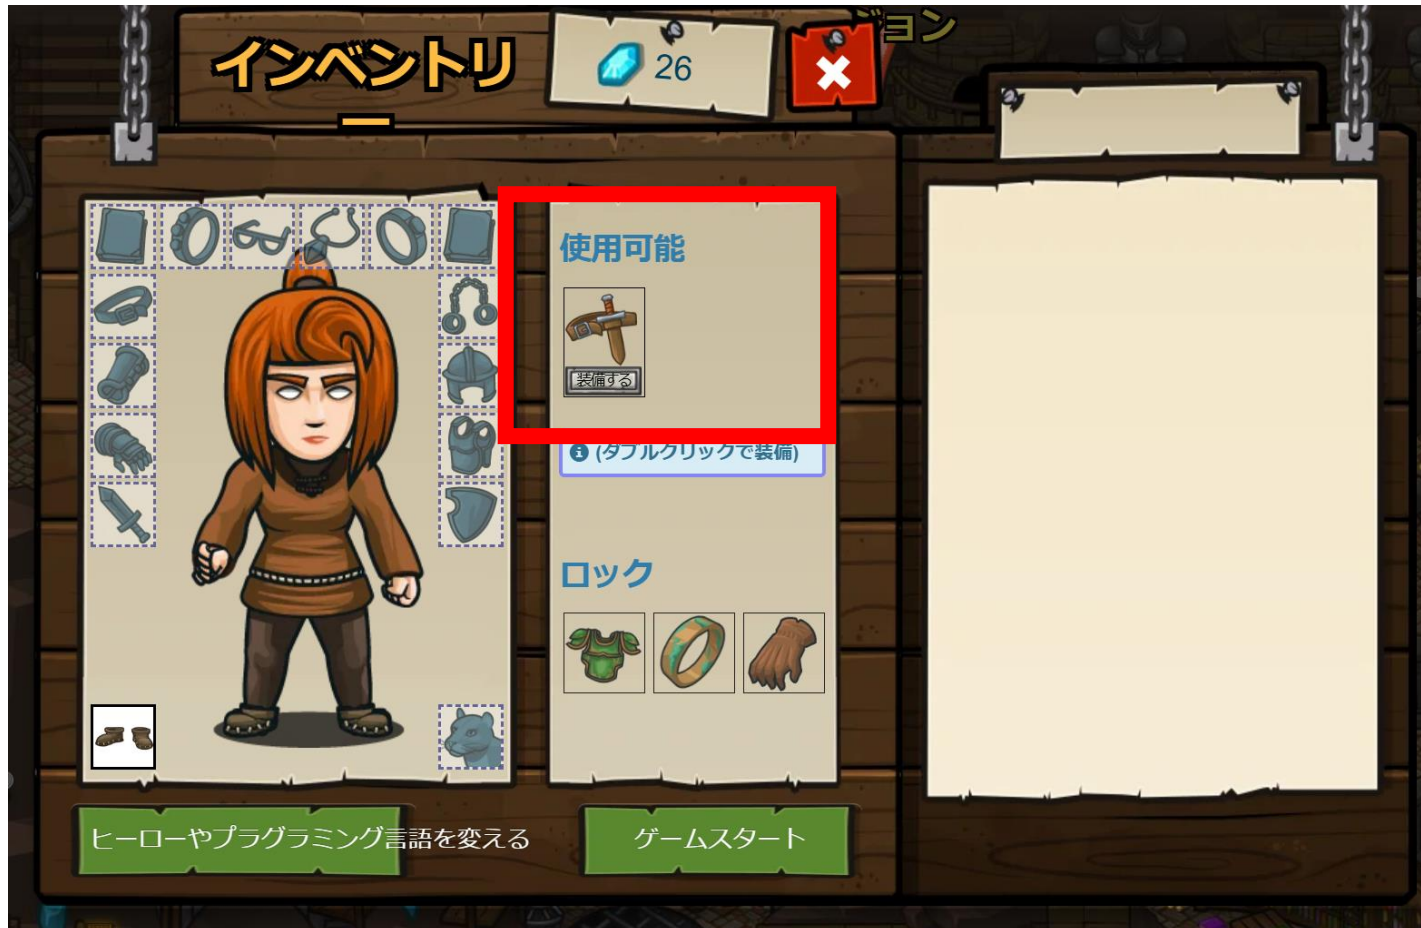 ジョン
インベントリ
ー
26
使用可能
装備する
(ダブルクリックで装備)
ロック
ヒーローやプラグラミング言語を変える
ゲームスタート